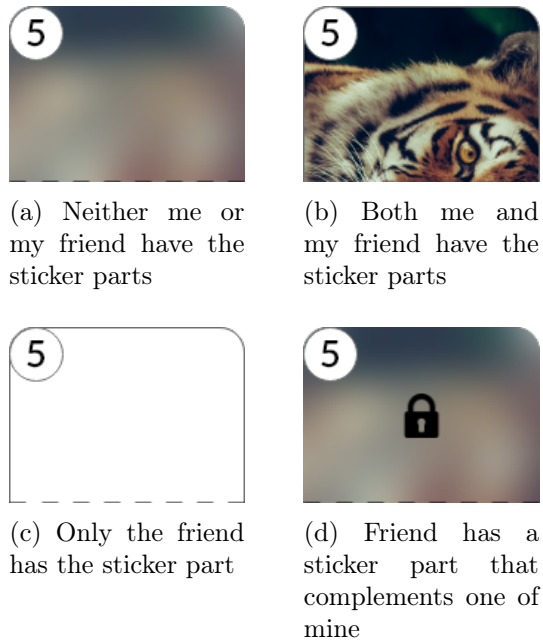 5
5
(a) Neither me or
my friend have the
sticker parts
(b) Both me and
my friend have the
sticker parts
5
5
(c) Only the friend
has the sticker part
(d) Friend has a
sticker part that
complements one of
mine